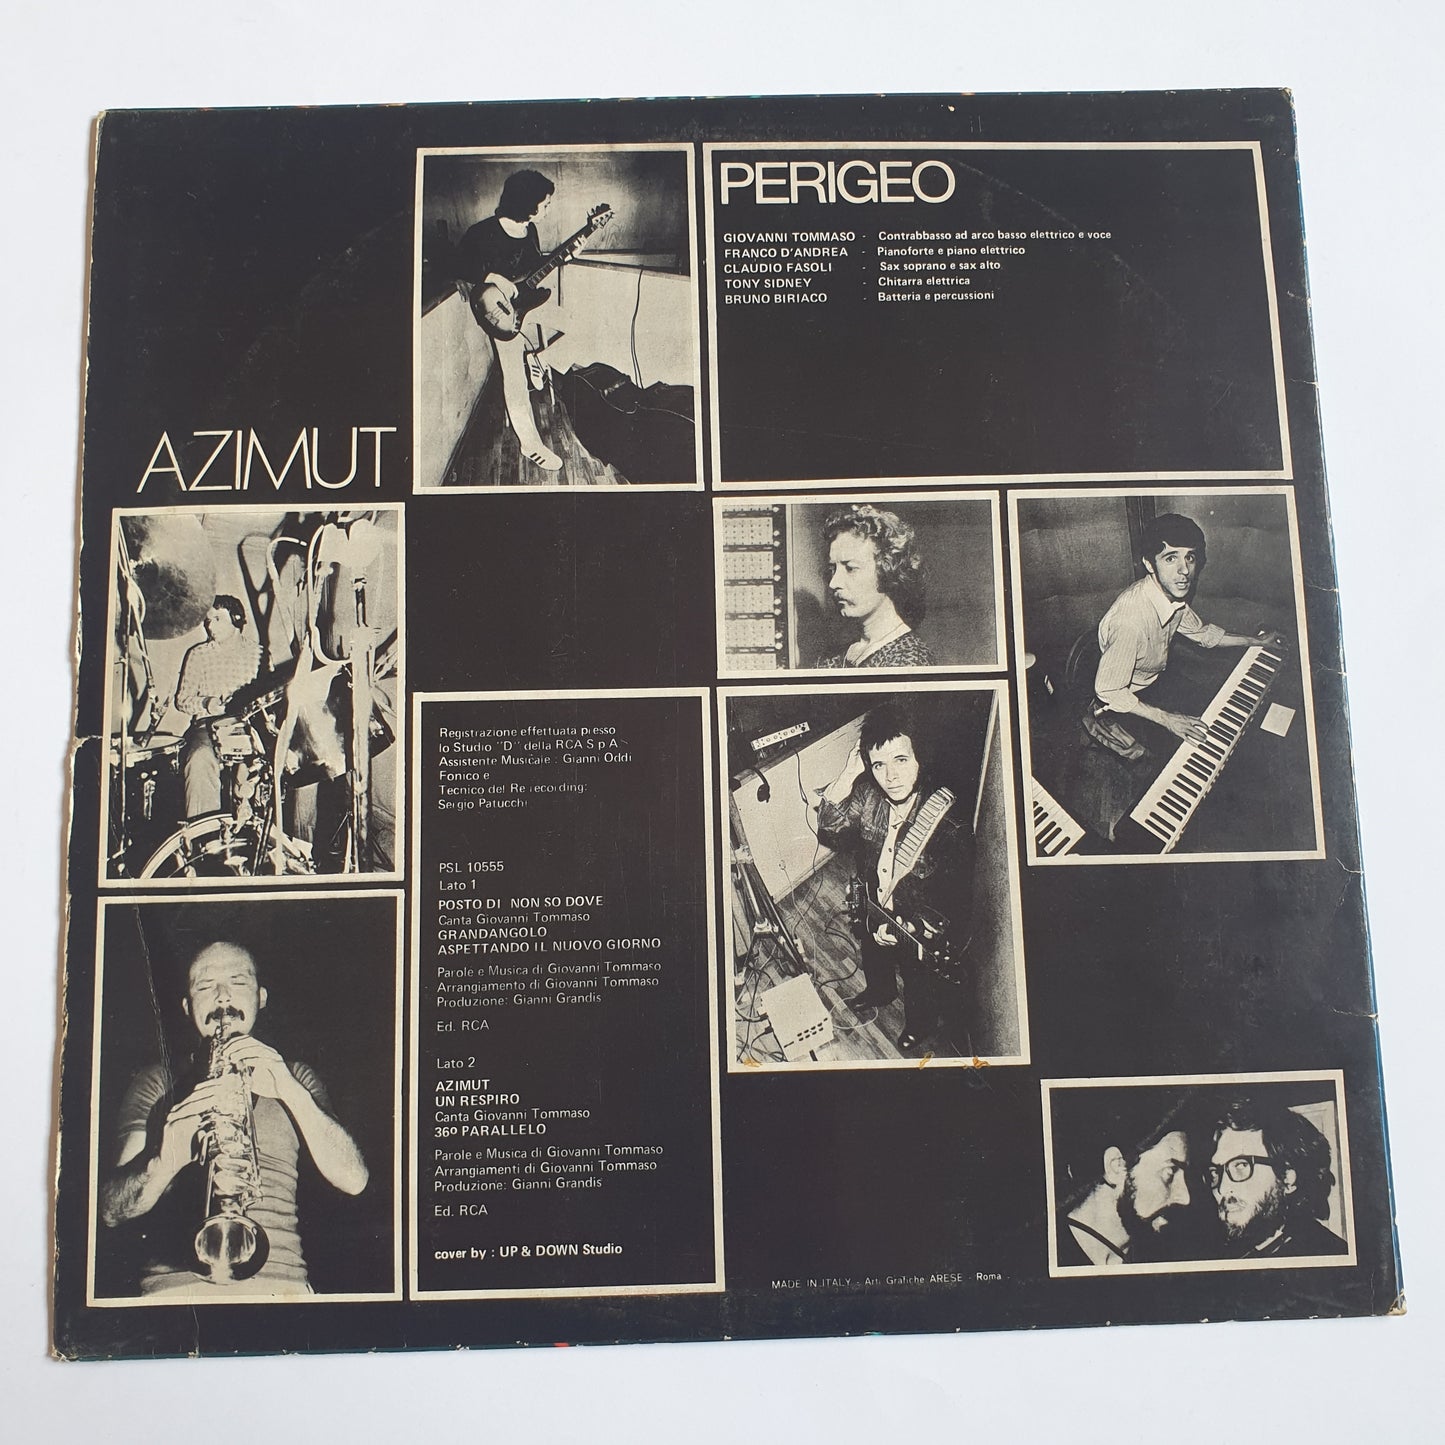 PERIGEO
GIOVANNI TOMMASO - Contrabbasso ad arco basso elettrico e voce
FRANCO D'ANDREA - Pianoforte e piano elettrico
CLAUDIO FASOLI - Sax soprano e sax alto
TONY SIDNEY - Chitarra elettrica
BRUNO BIRIACO - Batteria e percussioni
AZIMUT
Registrazione effettuata presso
lo Studio "D" della RCA S p A
Assistente Musicale : Gianni Oddi
Fonico e
Tecnico del Re recording:
Sergio Patucchi
PSL 10555
Lato 1
POSTO DI NON SO DOVE
Canta Giovanni Tommaso
GRANDANGOLO
ASPETTANDO IL NUOVO GIORNO
Parole e Musica di Giovanni Tommaso
Arrangiamento di Giovanni Tommaso
Produzione: Gianni Grandis
Ed. RCA
Lato 2
AZIMUT
UN RESPIRO
Canta Giovanni Tommaso
36º PARALLELO
Parole e Musica di Giovanni Tommaso
Arrangiamenti di Giovanni Tommaso
Produzione: Gianni Grandis
Ed. RCA
cover by : UP & DOWN Studio
MADE IN ITALY - Arti Grafiche ARESE - Roma -